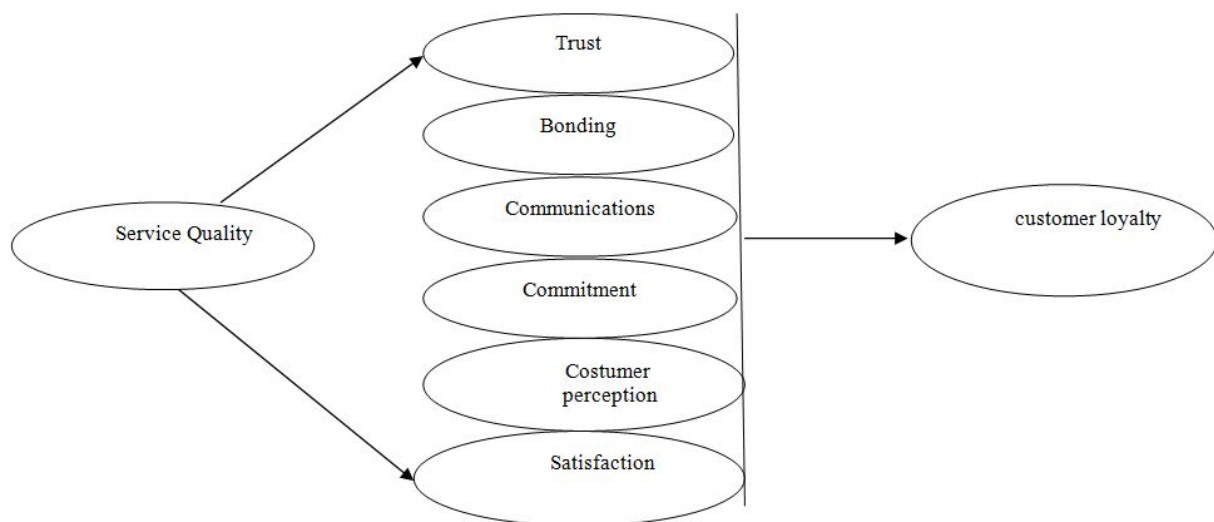 Trust
Bonding
Communications
Service Quality
customer loyalty
Commitment
Costumer
perception
Satisfaction